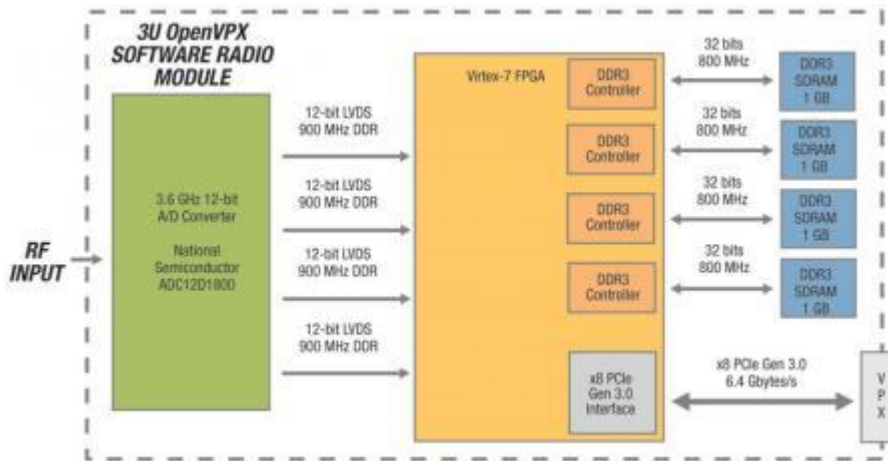 3U OpenVPX
SOFTWARE RADIO
MODULE
RF
INPUT
3.6 GHz 12-bit
A/D Converter
National
Semiconductor
ADC12D1800
12-bit LVDS
900 MHz DDR
12-bit LVDS
900 MHz DDR
12-bit LVDS
900 MHz DDR
12-bit LVDS
900 MHz DDR
Virtex-7 FPGA
DDR3
Controller
DDR3
Controller
DDR3
Controller
DDR3
Controller
x8 PCIe
Gen 3.0
Interface
32 bits
800 MHz
32 bits
800 MHz
32 bits
800 MHz
32 bits
800 MHz
x8 PCIe Gen 3.0
6.4 Gbytes/s
DDR3
SDRAM
1 GB
DDR3
SDRAM
1 GB
DDR3
SDRAM
1 GB
DDR3
SDRAM
1 GB
V
P
X